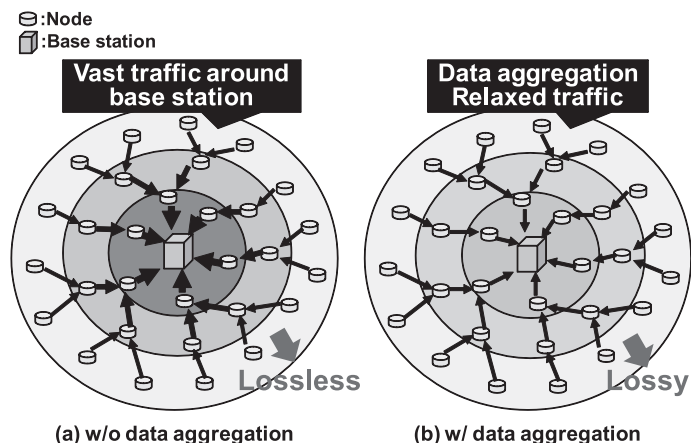 :Node
:Base station
Vast traffic around
base station
Data aggregation
Relaxed traffic
Lossless
Lossy
(a) w/o data aggregation
(b) w/ data aggregation